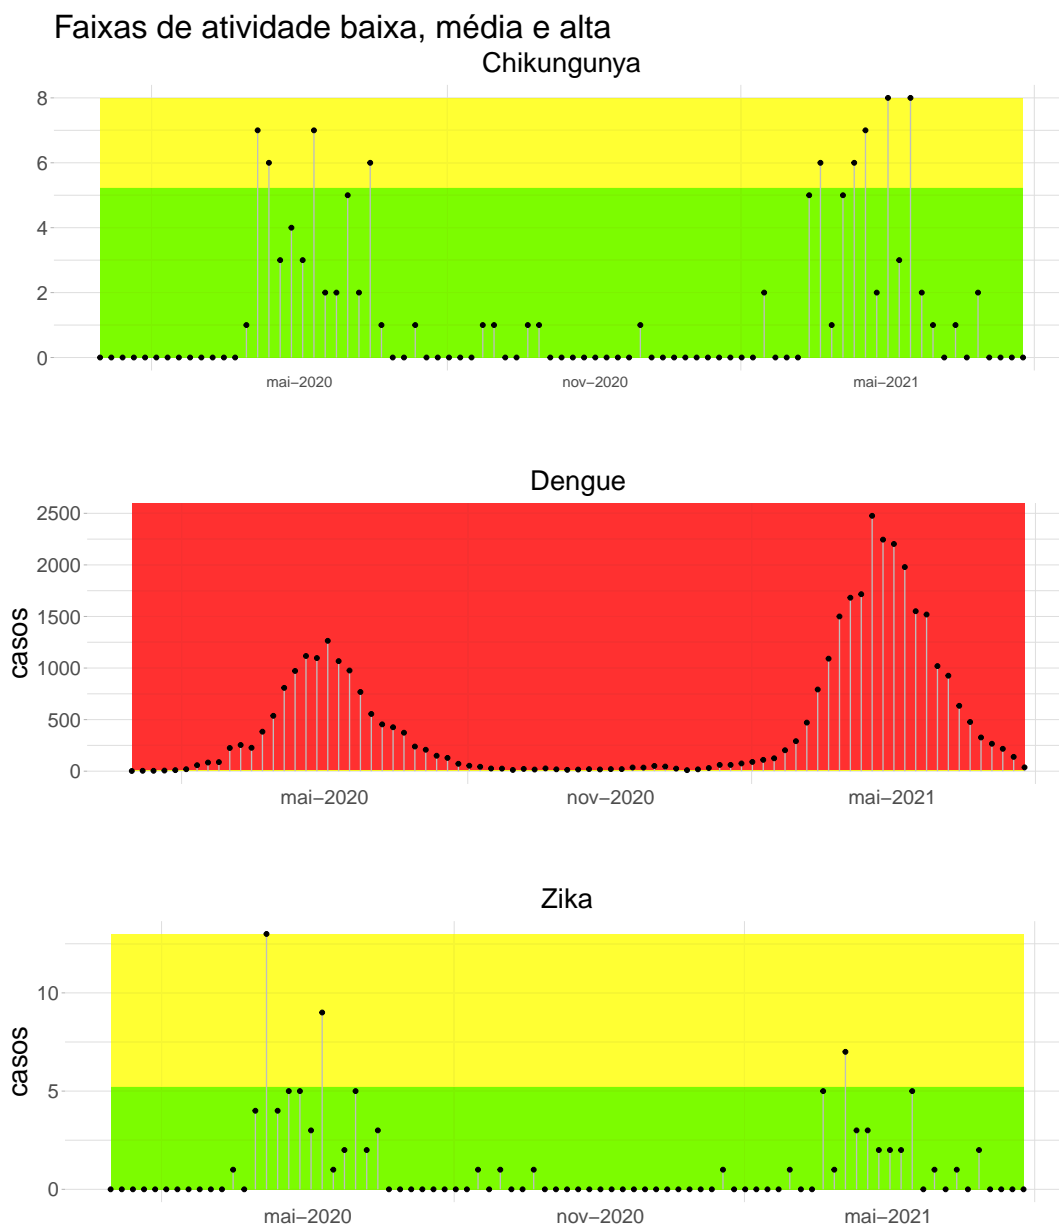 Faixas de atividade baixa, média e alta
Chikungunya
8
6
4
2
0
mai−2020 nov−2020 mai−2021
Dengue
casos
2500
2000
1500
1000
500
0
mai−2020 nov−2020 mai−2021
Zika
casos
10
5
0
mai−2020 nov−2020 mai−2021